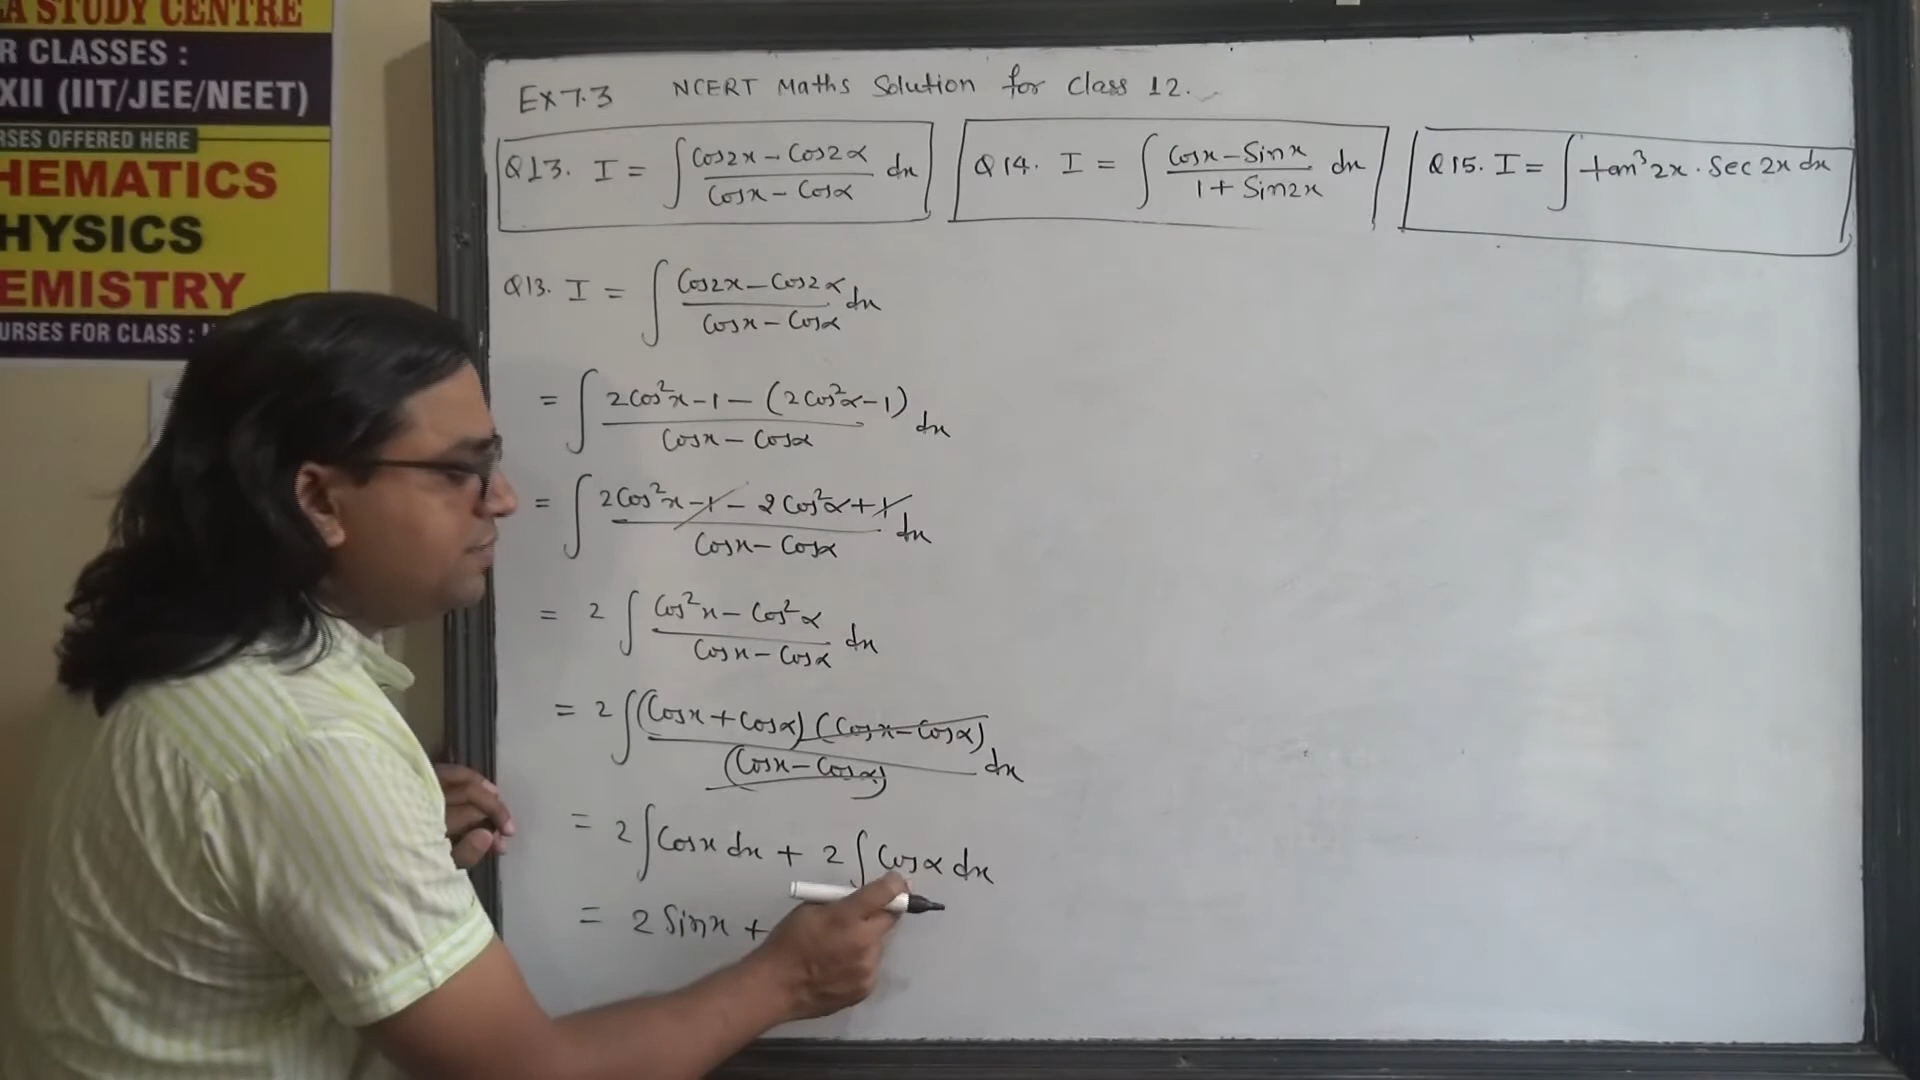 A STUDY CENTRE
R CLASSES :
XII (IIT/JEE/NEET)
RSES OFFERED HERE
HEMATICS
HYSICS
EMISTRY
URSES FOR CLASS :
Ex 7.3 NCERT Maths Solution for Class 12.
Q13. I = ∫ (Cos2x - Cos2α)/(Cosx - Cosα) dx
Q14. I = ∫ (Cosx - Sinx)/(1 + Sin2x) dx
Q15. I = ∫ tan³2x . Sec2x dx
Q13. I = ∫ (Cos2x - Cos2α)/(Cosx - Cosα) dx
= ∫ (2Cos²x - 1 - (2Cos²α - 1))/(Cosx - Cosα) dx
= ∫ (2Cos²x - 1 - 2Cos²α + 1)/(Cosx - Cosα) dx
= 2 ∫ (Cos²x - Cos²α)/(Cosx - Cosα) dx
= 2 ∫ ((Cosx + Cosα)(Cosx - Cosα))/(Cosx - Cosα) dx
= 2 ∫ Cosx dx + 2 ∫ Cosα dx
= 2 Sinx +